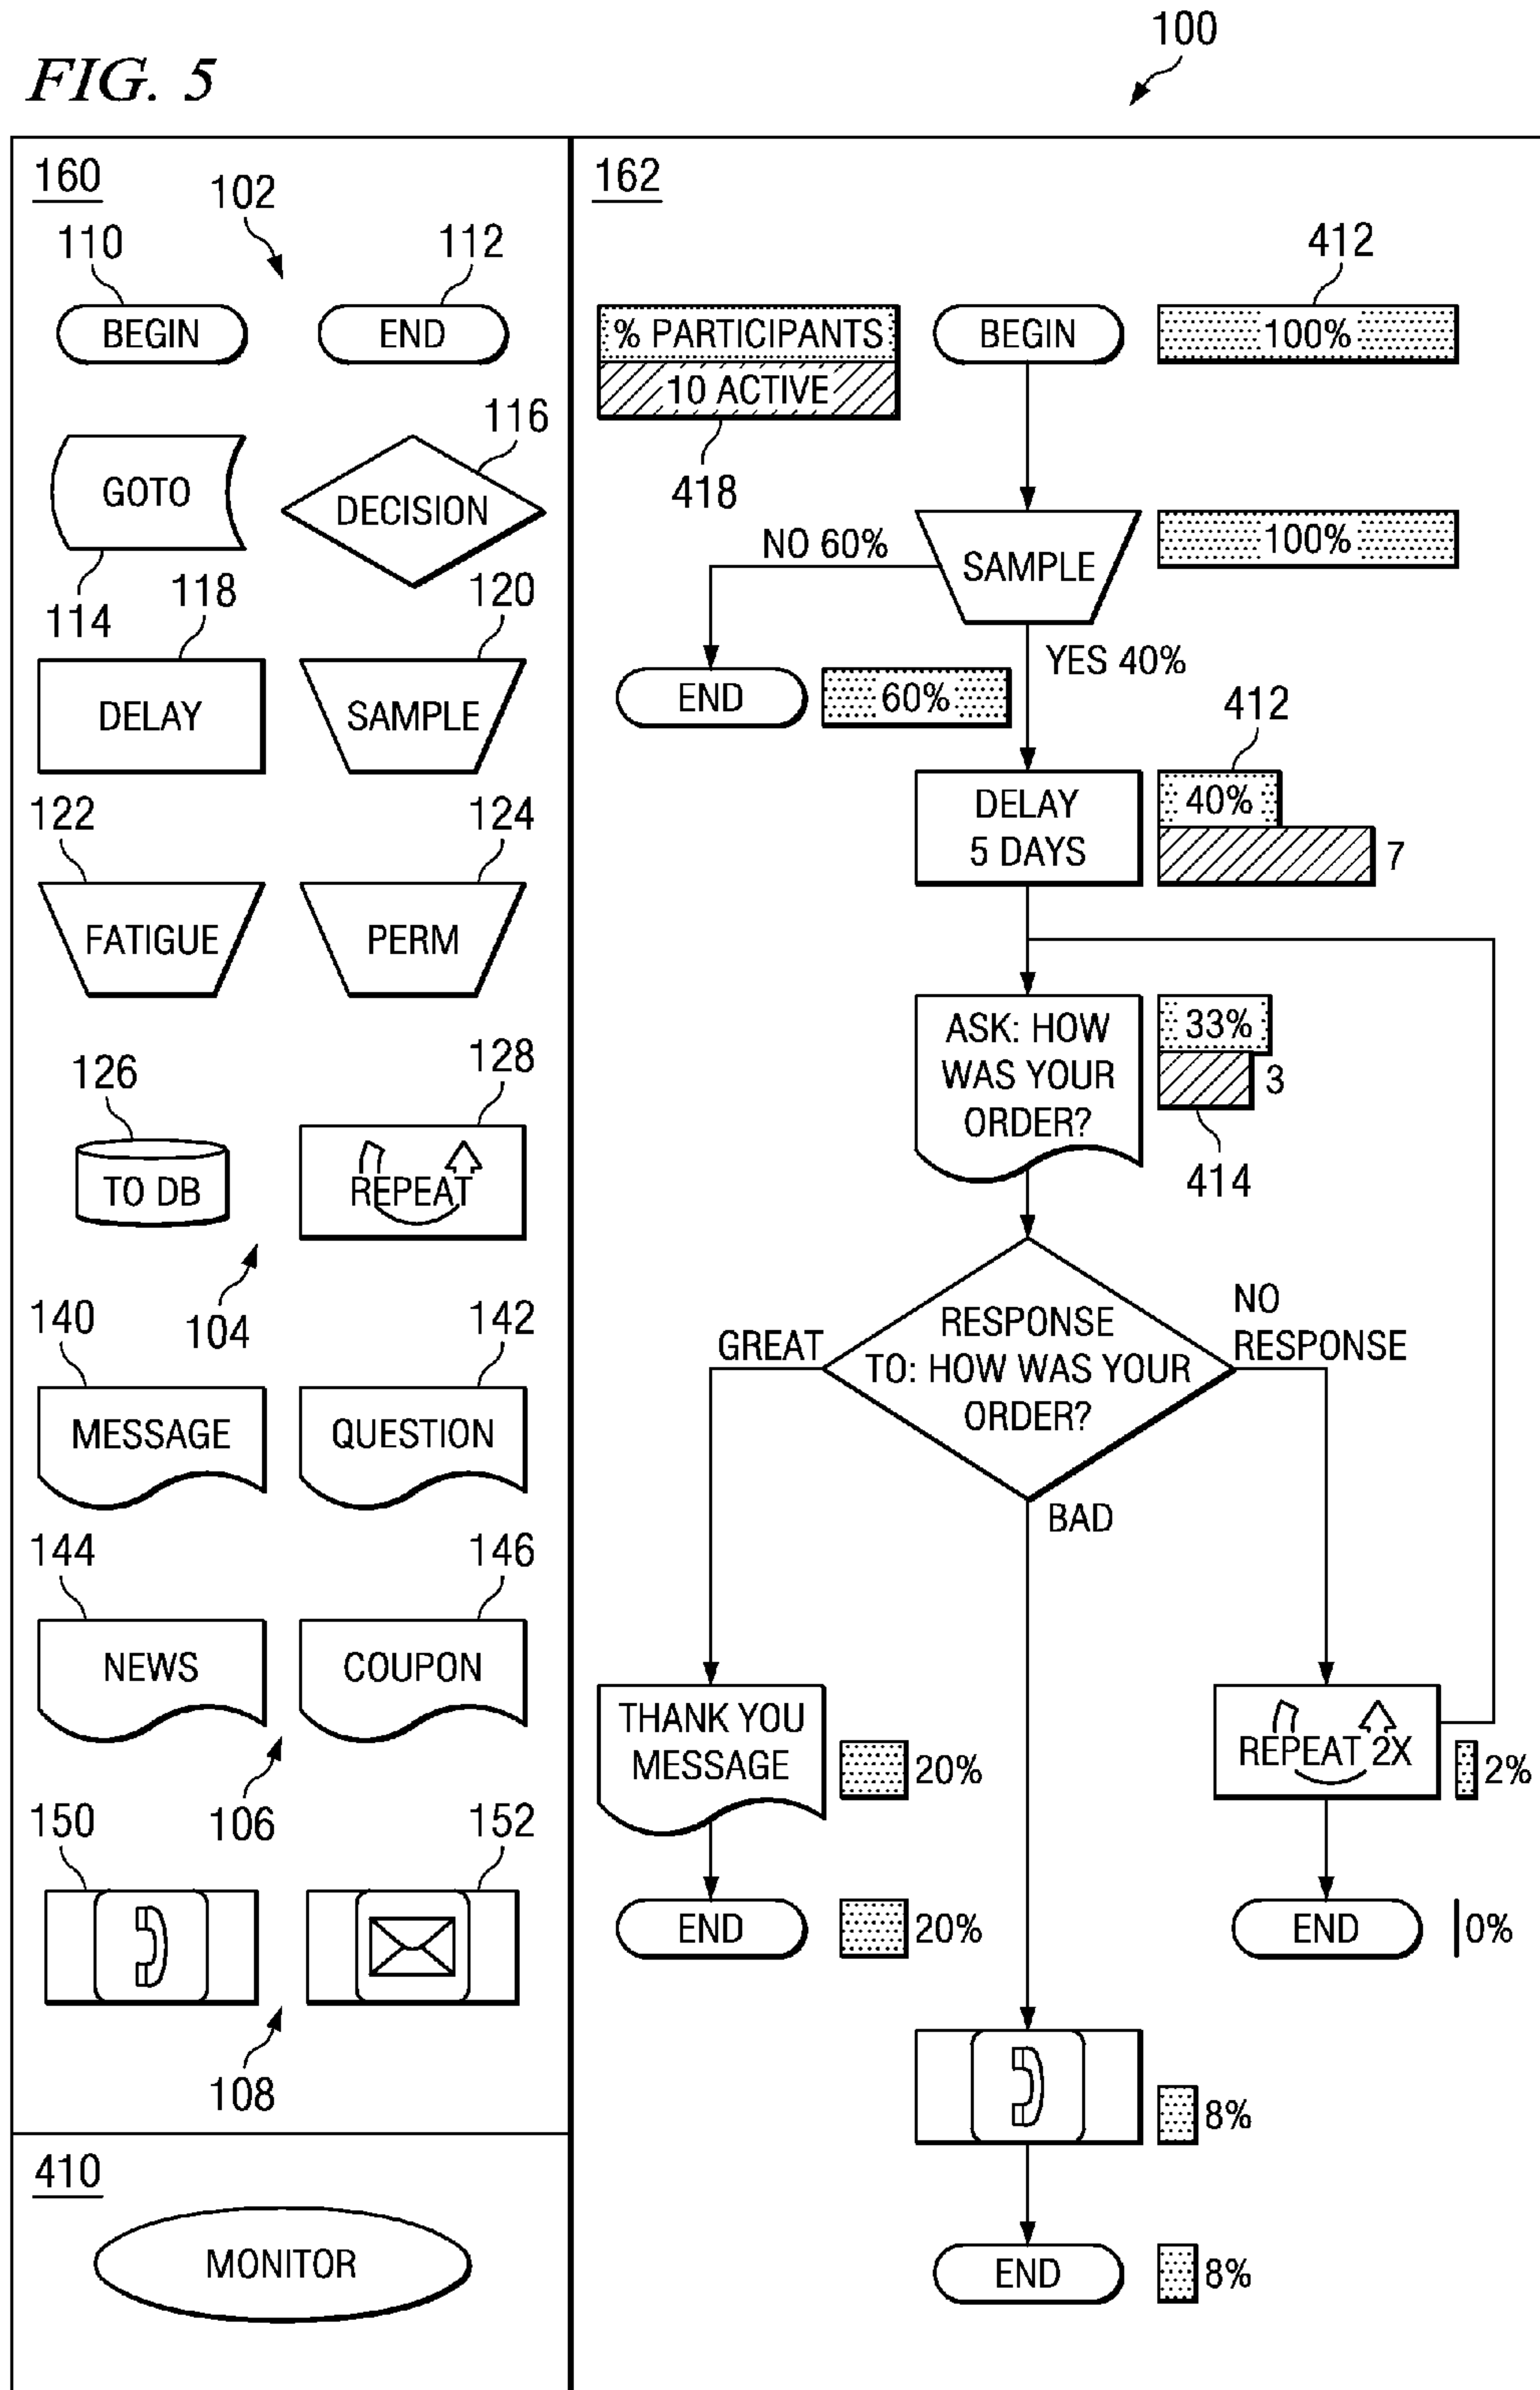 FIG. 5
100
160
102
110
112
BEGIN
END
GOTO
116
DECISION
114
118
120
DELAY
SAMPLE
122
124
FATIGUE
PERM
126
128
TO DB
REPEAT
104
140
142
MESSAGE
QUESTION
144
146
NEWS
COUPON
106
150
152
108
410
MONITOR
162
412
% PARTICIPANTS
10 ACTIVE
418
BEGIN
100%
NO 60%
SAMPLE
100%
YES 40%
END
60%
412
DELAY
5 DAYS
40%
7
ASK: HOW
WAS YOUR
ORDER?
33%
3
414
RESPONSE
TO: HOW WAS YOUR
ORDER?
GREAT
NO
RESPONSE
BAD
THANK YOU
MESSAGE
20%
REPEAT 2X
2%
END
20%
END
0%
8%
END
8%